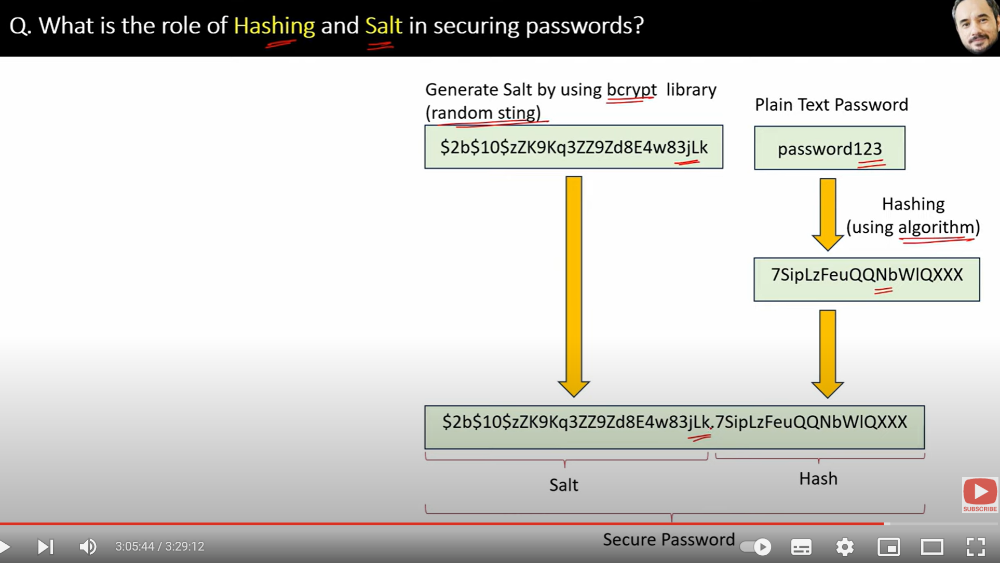 Q. What is the role of Hashing and Salt in securing passwords?
Generate Salt by using bcrypt library
(random sting)
Plain Text Password
$2b$10$zZK9Kq3ZZ9Zd8E4w83jLk
password123
Hashing
(using algorithm)
7SipLzFeuQQNbWlQXXX
$2b$10$zZK9Kq3ZZ9Zd8E4w83jLk.7SipLzFeuQQNbWlQXXX
Salt
Hash
SUBSCRIBE
Secure Password
3:05:44 / 3:29:12